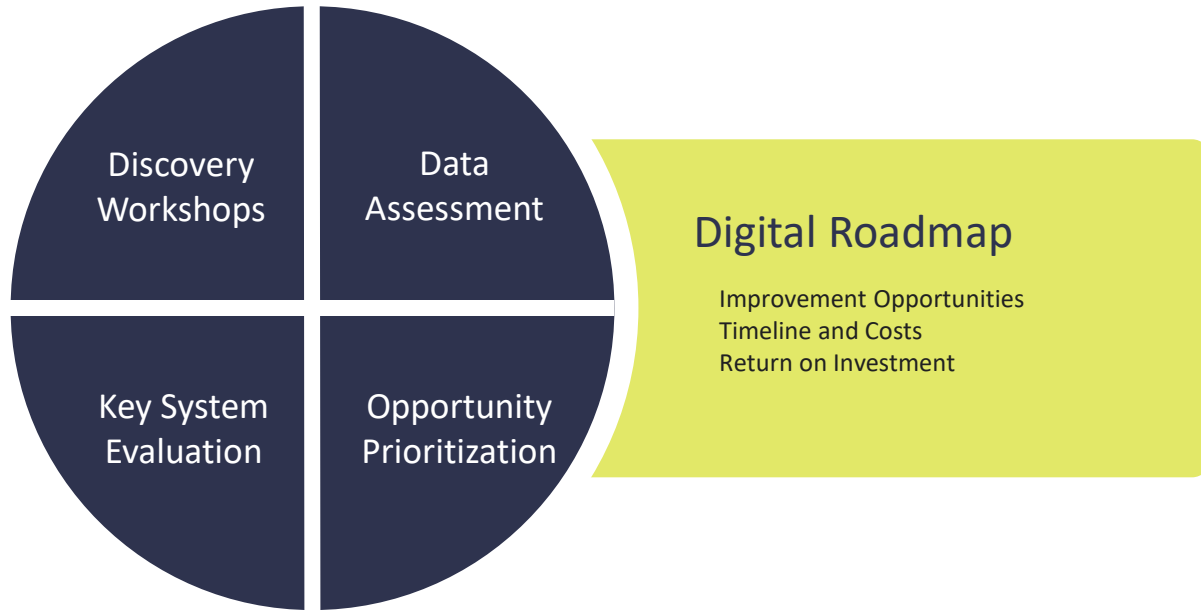 Discovery
Workshops
Data
Assessment
Key System
Evaluation
Opportunity
Prioritization
Digital Roadmap
Improvement Opportunities
Timeline and Costs
Return on Investment